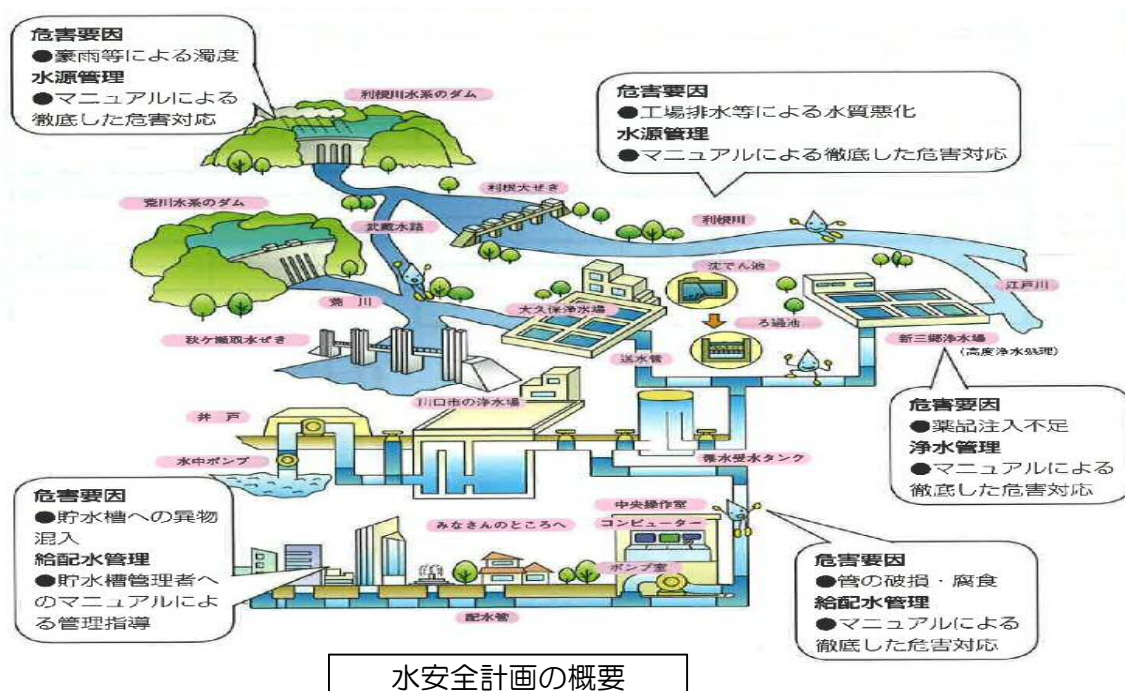 危害要因
●豪雨等による濁度
水源管理
●マニュアルによる
徹底した危害対応
利根川水系のダム
危害要因
●工場排水等による水質悪化
水源管理
●マニュアルによる徹底した危害対応
荒川水系のダム
武蔵水路
利根大ぜき
利根川
荒川
沈でん池
江戸川
大久保浄水場
ろ過池
秋ケ瀬取水ぜき
送水管
新三郷浄水場
(高度浄水処理)
川口市の浄水場
井戸
水中ポンプ
県水受水タンク
危害要因
●薬品注入不足
浄水管理
●マニュアルによる
徹底した危害対応
危害要因
●貯水槽への異物
混入
給配水管理
●貯水槽管理者へ
のマニュアルによ
る管理指導
みなさんのところへ
中央操作室
コンピューター
ポンプ室
配水管
危害要因
●管の破損・腐食
給配水管理
●マニュアルによる
徹底した危害対応
水安全計画の概要